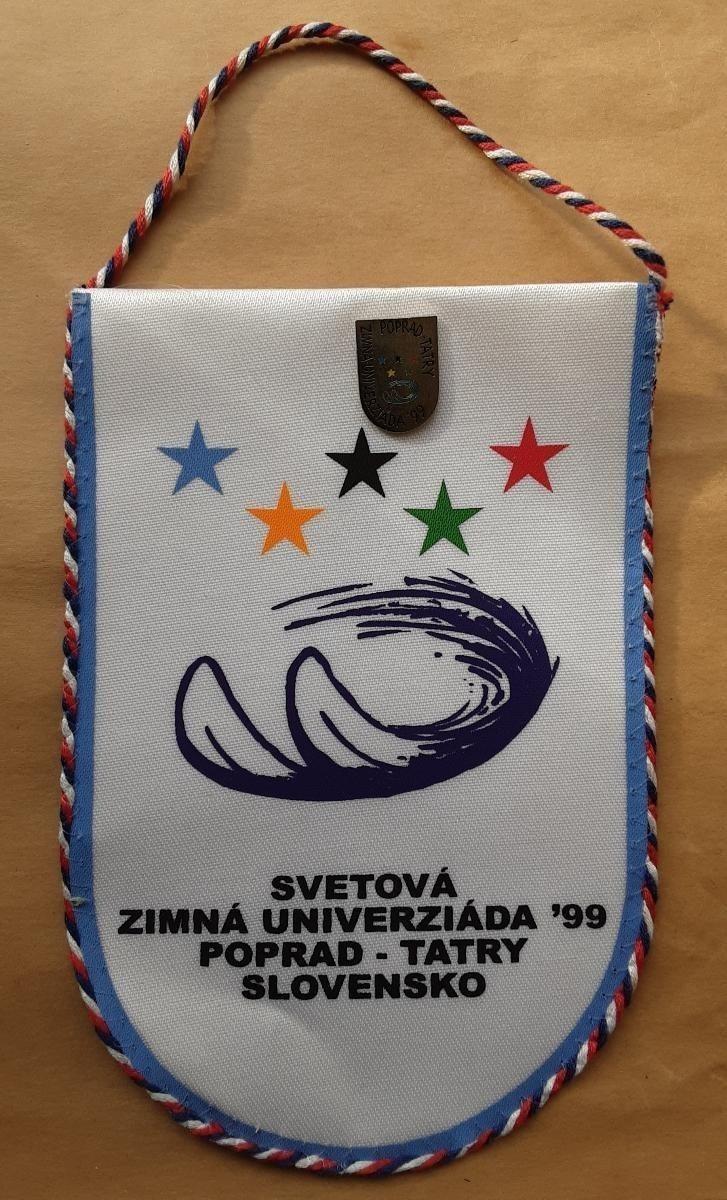 POPRAD-TATRY
ZIMNÁ UNIVERZIÁDA '99
SVETOVÁ
ZIMNÁ UNIVERZIÁDA ’99
POPRAD - TATRY
SLOVENSKO